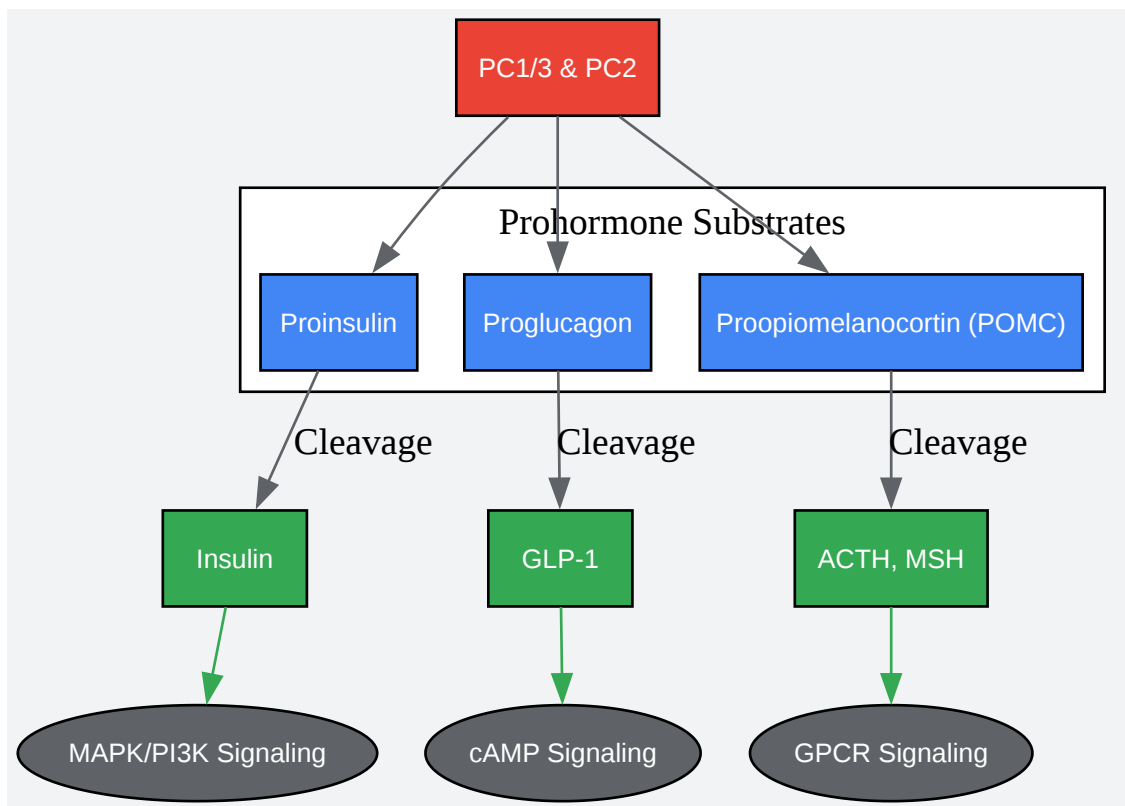 PC1/3 & PC2
Prohormone Substrates
Proinsulin
Proglucagon
Proopiomelanocortin (POMC)
Cleavage
Cleavage
Cleavage
Insulin
GLP-1
ACTH, MSH
MAPK/PI3K Signaling
cAMP Signaling
GPCR Signaling